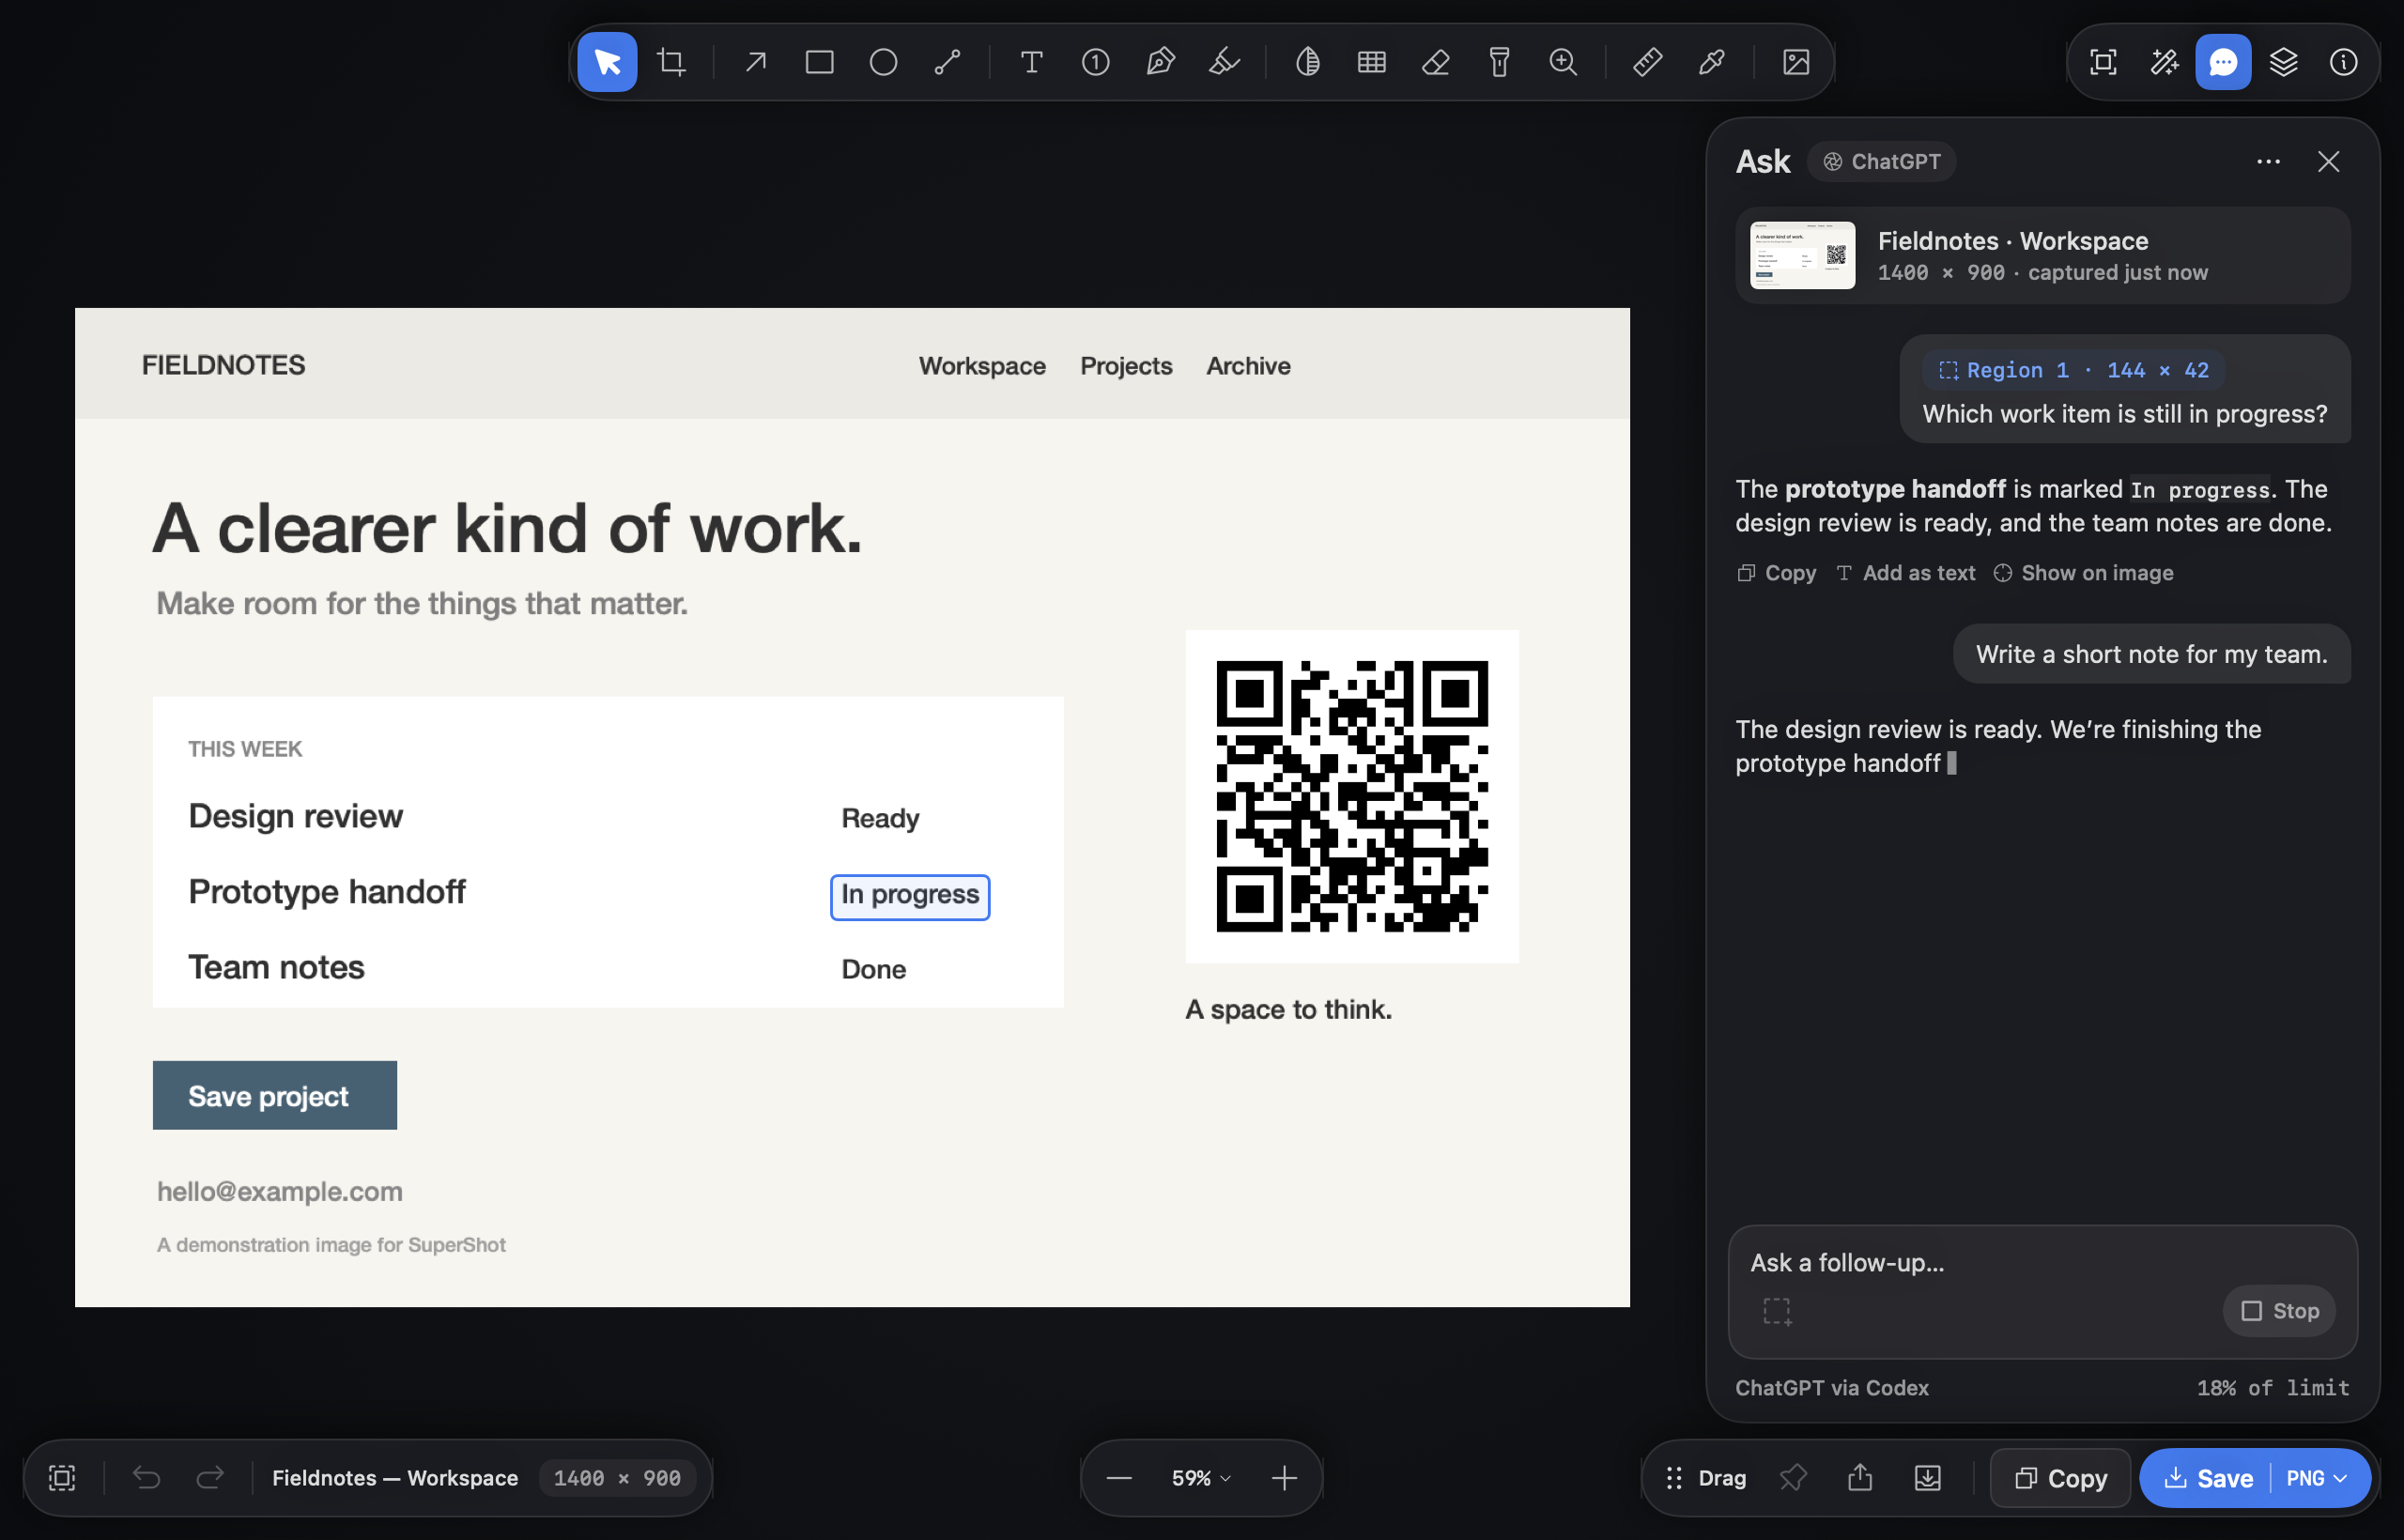 Ask
ChatGPT
Fieldnotes · Workspace
1400 × 900 · captured just now
Region 1 · 144 × 42
Which work item is still in progress?
The prototype handoff is marked In progress. The
design review is ready, and the team notes are done.
Copy
Add as text
Show on image
Write a short note for my team.
The design review is ready. We’re finishing the
prototype handoff
Ask a follow-up...
Stop
ChatGPT via Codex
18% of limit
FIELDNOTES
Workspace
Projects
Archive
A clearer kind of work.
Make room for the things that matter.
THIS WEEK
Design review
Ready
Prototype handoff
In progress
Team notes
Done
A space to think.
Save project
hello@example.com
A demonstration image for SuperShot
Fieldnotes — Workspace
1400 × 900
59%
Drag
Copy
Save
PNG